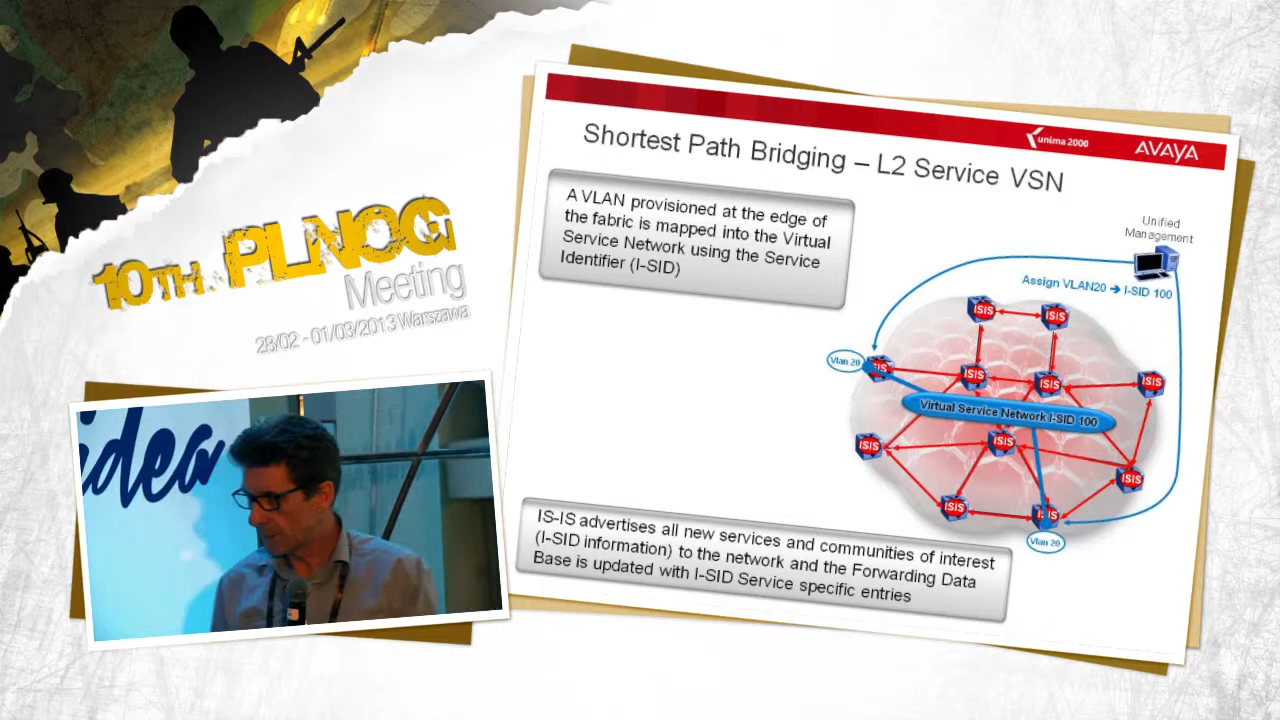 10TH PLNOG
Meeting
28/02 - 01/03/2013 Warszawa
idea
unima 2000
AVAYA
Shortest Path Bridging – L2 Service VSN
A VLAN provisioned at the edge of
the fabric is mapped into the Virtual
Service Network using the Service
Identifier (I-SID)
Unified
Management
Assign VLAN20 ➔ I-SID 100
ISIS
ISIS
Vlan 20
ISIS
ISIS
ISIS
ISIS
Virtual Service Network I-SID 100
ISIS
ISIS
ISIS
ISIS
ISIS
Vlan 20
IS-IS advertises all new services and communities of interest
(I-SID information) to the network and the Forwarding Data
Base is updated with I-SID Service specific entries